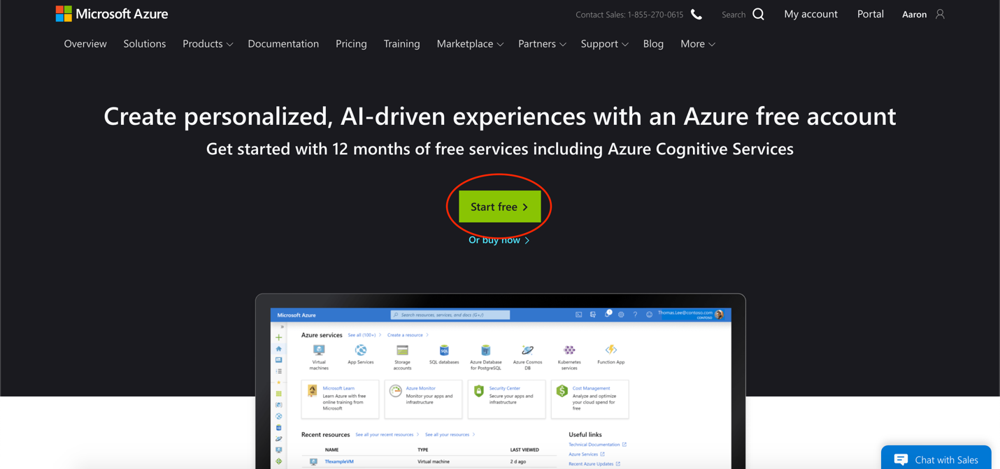 Microsoft Azure
Contact Sales: 1-855-270-0615
Search
My account
Portal
Aaron
Overview
Solutions
Products
Documentation
Pricing
Training
Marketplace
Partners
Support
Blog
More
Create personalized, AI-driven experiences with an Azure free account
Get started with 12 months of free services including Azure Cognitive Services
Start free
Or buy now
Microsoft Azure
Search resources, services, and docs (G+/)
1
Thomas.Lee@contoso.com
CONTOSO
Azure services
See all (100+)
Create a resource
Virtual
machines
App Services
Storage
accounts
SQL
SQL databases
Azure Database
for PostgreSQL
Azure Cosmos
DB
Kubernetes
services
Function App
Microsoft Learn
Learn Azure with free
online training from
Microsoft
Azure Monitor
Monitor your apps and
infrastructure
Security Center
Secure your apps and
infrastructure
Cost Management
Analyze and optimize
your cloud spend for
free
Recent resources
See all your recent resources
See all your resources
Useful links
Technical Documentation
NAME
TYPE
LAST VIEWED
Azure Services
TfexampleVM
Virtual machine
2 d ago
Recent Azure Updates
Chat with Sales